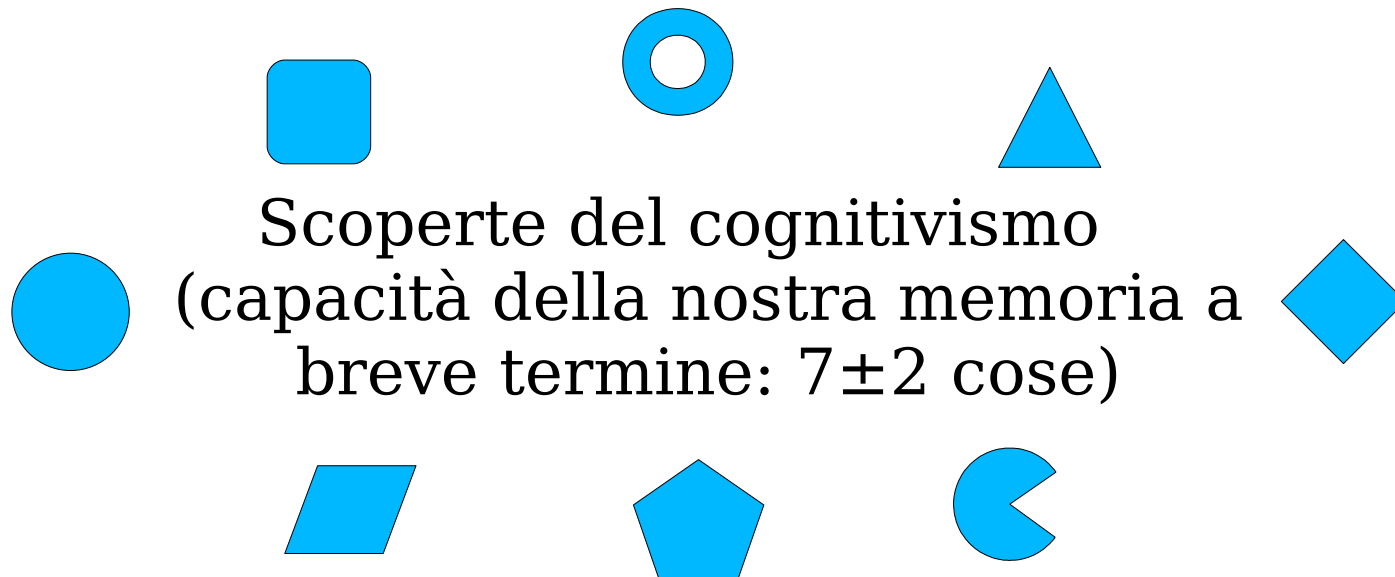 Scoperte del cognitivismo
(capacità della nostra memoria a
breve termine: 7±2 cose)